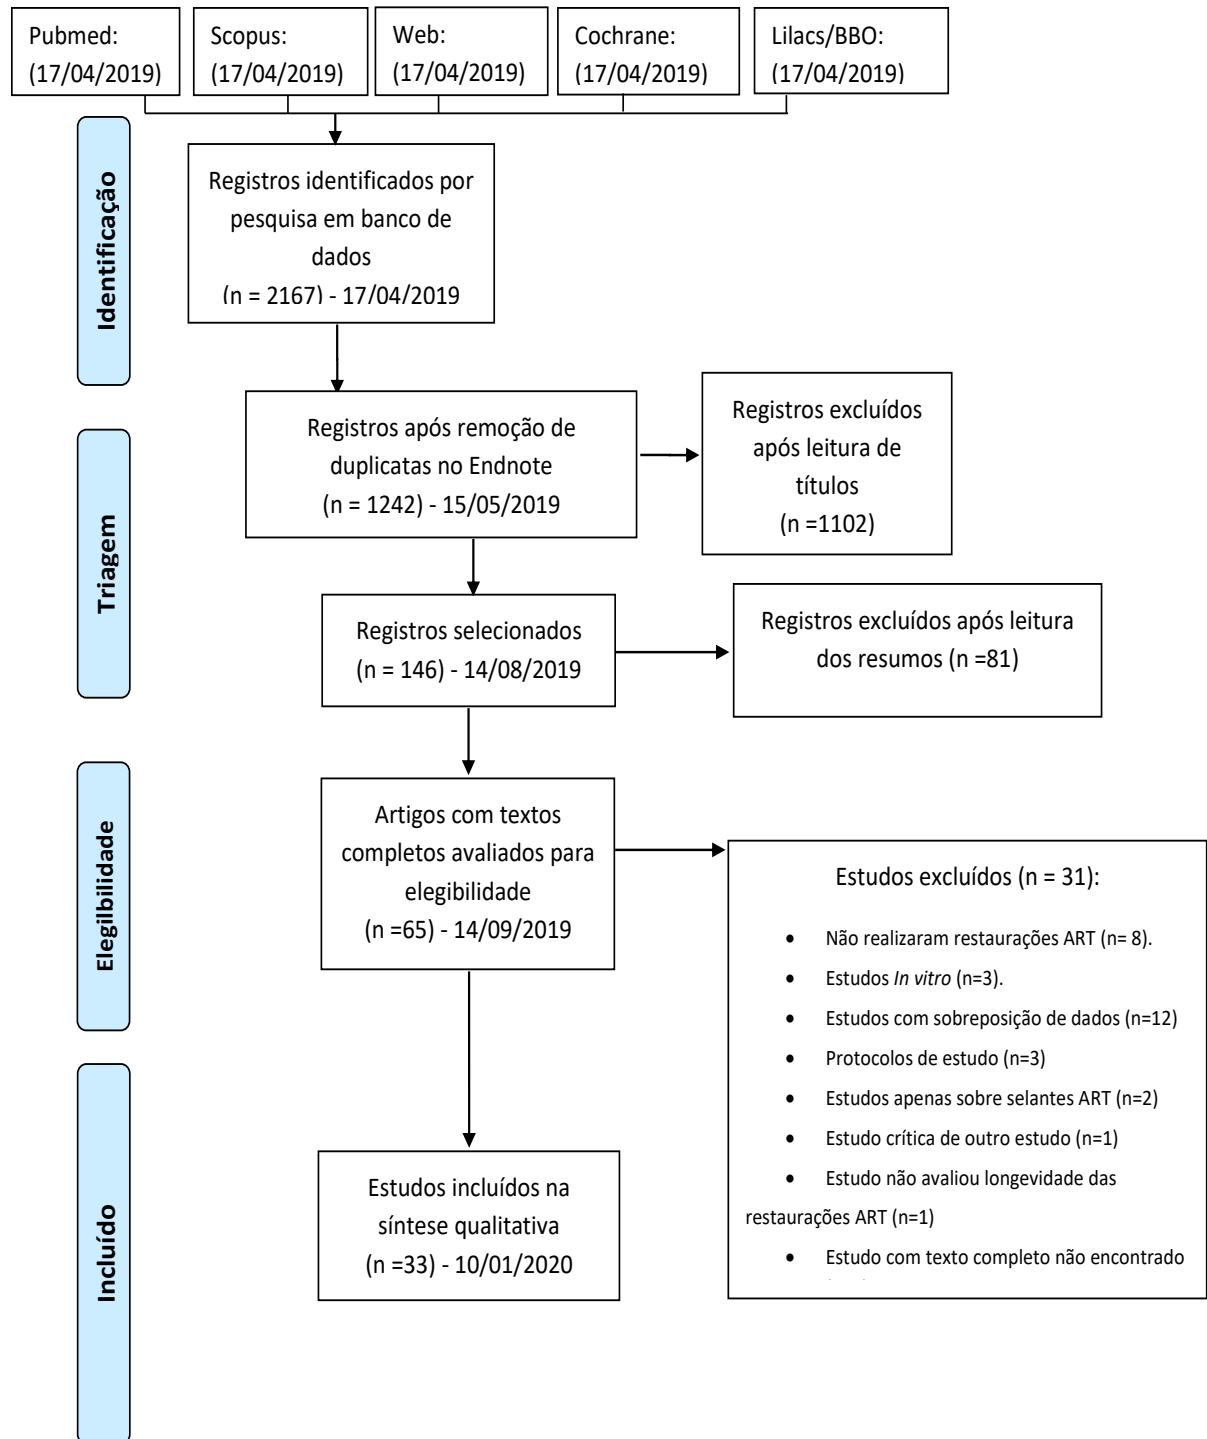 Pubmed:
(17/04/2019)
Scopus:
(17/04/2019)
Web:
(17/04/2019)
Cochrane:
(17/04/2019)
Lilacs/BBO:
(17/04/2019)
Identificação
Registros identificados por
pesquisa em banco de
dados
(n = 2167) - 17/04/2019
Triagem
Registros após remoção de
duplicatas no Endnote
(n = 1242) - 15/05/2019
Registros excluídos
após leitura de
títulos
(n =1102)
Registros selecionados
(n = 146) - 14/08/2019
Registros excluídos após leitura
dos resumos (n =81)
Elegilbilidade
Artigos com textos
completos avaliados para
elegibilidade
(n =65) - 14/09/2019
Estudos excluídos (n = 31):
• Não realizaram restaurações ART (n= 8).
• Estudos In vitro (n=3).
• Estudos com sobreposição de dados (n=12)
• Protocolos de estudo (n=3)
• Estudos apenas sobre selantes ART (n=2)
• Estudo crítica de outro estudo (n=1)
• Estudo não avaliou longevidade das
restaurações ART (n=1)
• Estudo com texto completo não encontrado
Incluído
Estudos incluídos na
síntese qualitativa
(n =33) - 10/01/2020